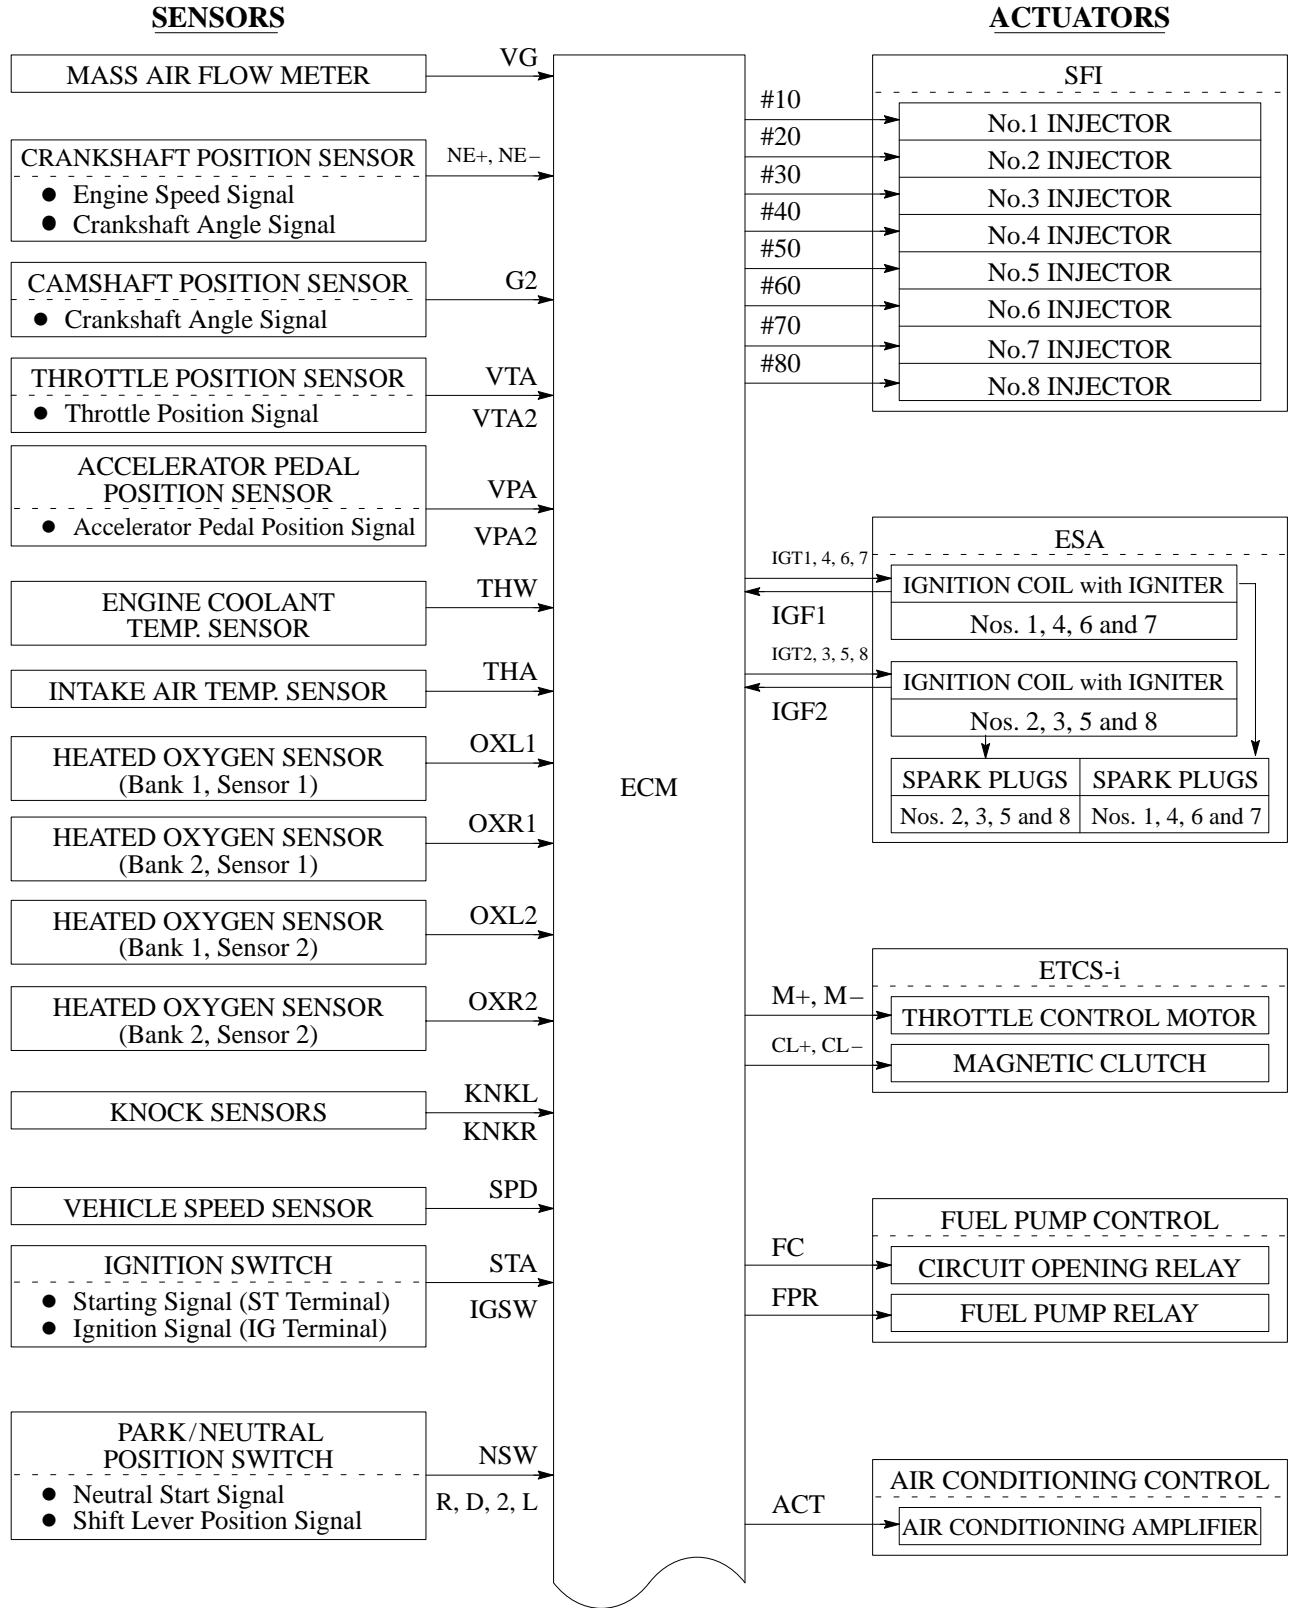 SENSORS
MASS AIR FLOW METER
VG
CRANKSHAFT POSITION SENSOR
● Engine Speed Signal
● Crankshaft Angle Signal
NE+, NE−
CAMSHAFT POSITION SENSOR
● Crankshaft Angle Signal
G2
THROTTLE POSITION SENSOR
● Throttle Position Signal
VTA
VTA2
ACCELERATOR PEDAL
POSITION SENSOR
● Accelerator Pedal Position Signal
VPA
VPA2
ENGINE COOLANT
TEMP. SENSOR
THW
INTAKE AIR TEMP. SENSOR
THA
HEATED OXYGEN SENSOR
(Bank 1, Sensor 1)
OXL1
HEATED OXYGEN SENSOR
(Bank 2, Sensor 1)
OXR1
HEATED OXYGEN SENSOR
(Bank 1, Sensor 2)
OXL2
HEATED OXYGEN SENSOR
(Bank 2, Sensor 2)
OXR2
KNOCK SENSORS
KNKL
KNKR
VEHICLE SPEED SENSOR
SPD
IGNITION SWITCH
● Starting Signal (ST Terminal)
● Ignition Signal (IG Terminal)
STA
IGSW
PARK/NEUTRAL
POSITION SWITCH
● Neutral Start Signal
● Shift Lever Position Signal
NSW
R, D, 2, L
ECM
ACTUATORS
SFI
#10
No.1 INJECTOR
#20
No.2 INJECTOR
#30
No.3 INJECTOR
#40
No.4 INJECTOR
#50
No.5 INJECTOR
#60
No.6 INJECTOR
#70
No.7 INJECTOR
#80
No.8 INJECTOR
ESA
IGT1, 4, 6, 7
IGF1
IGNITION COIL with IGNITER
Nos. 1, 4, 6 and 7
IGT2, 3, 5, 8
IGF2
IGNITION COIL with IGNITER
Nos. 2, 3, 5 and 8
SPARK PLUGS
Nos. 2, 3, 5 and 8
SPARK PLUGS
Nos. 1, 4, 6 and 7
ETCS-i
M+, M−
THROTTLE CONTROL MOTOR
CL+, CL−
MAGNETIC CLUTCH
FUEL PUMP CONTROL
FC
CIRCUIT OPENING RELAY
FPR
FUEL PUMP RELAY
AIR CONDITIONING CONTROL
ACT
AIR CONDITIONING AMPLIFIER